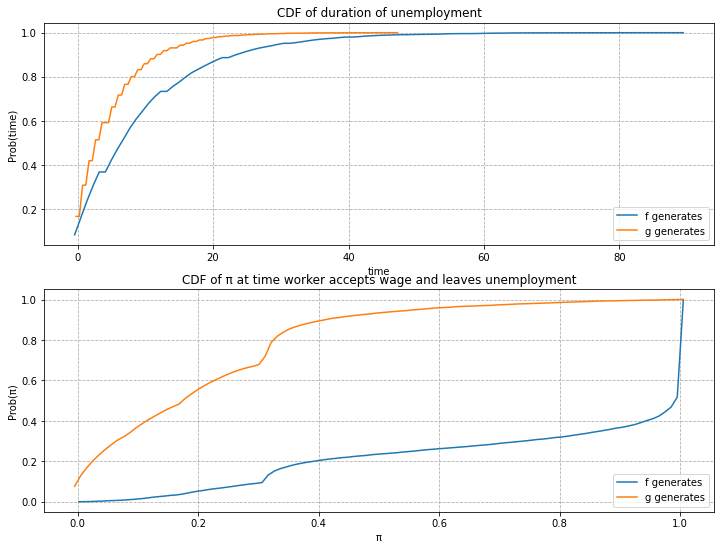 CDF of duration of unemployment
1.0
0.8
0.6
0.4
0.2
Prob(time)
0 20 40 60 80
time
f generates
g generates
CDF of π at time worker accepts wage and leaves unemployment
1.0
0.8
0.6
0.4
0.2
0.0
Prob(π)
0.0 0.2 0.4 0.6 0.8 1.0
π
f generates
g generates